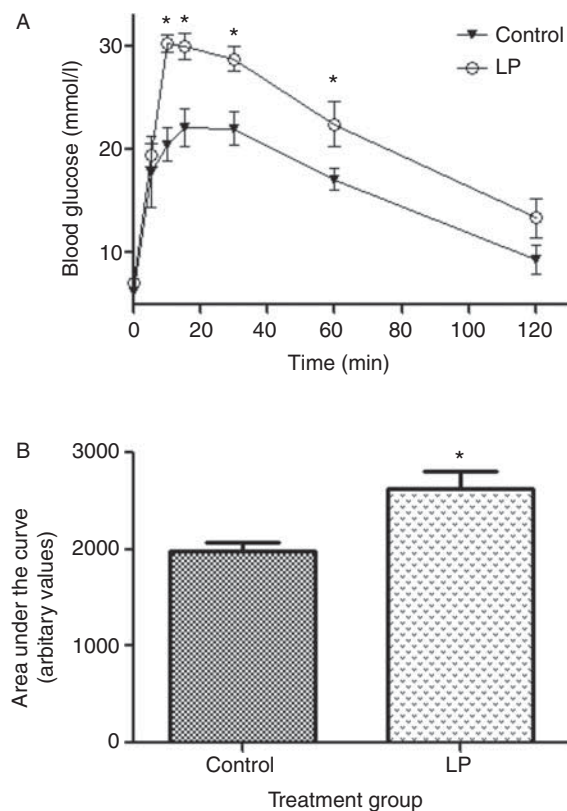 A
Blood glucose (mmol/l)
30
20
10
* * * *
Control
LP
0 20 40 60 80 100 120
Time (min)
B
Area under the curve
(arbitary values)
3000
2000
1000
0
*
Control LP
Treatment group